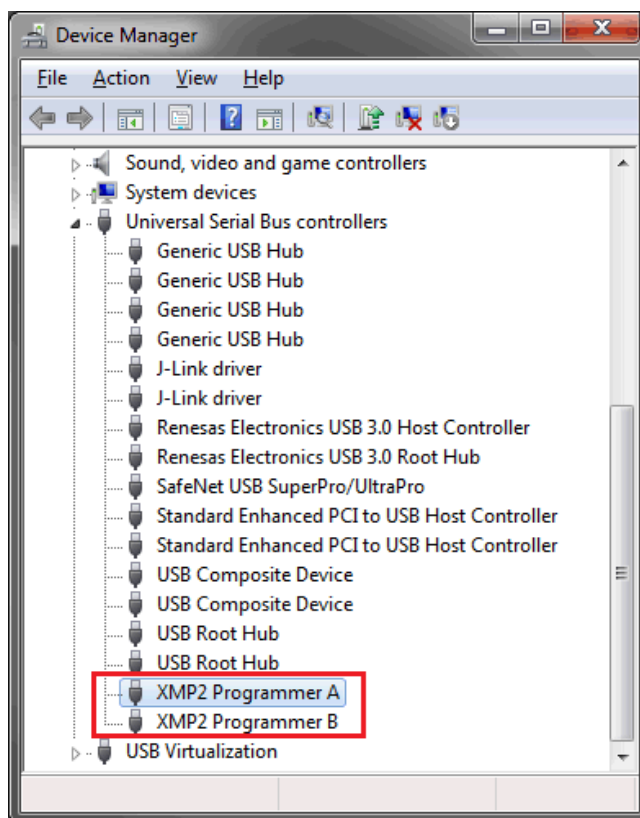 Device Manager
File Action View Help
Sound, video and game controllers
System devices
Universal Serial Bus controllers
Generic USB Hub
Generic USB Hub
Generic USB Hub
Generic USB Hub
J-Link driver
J-Link driver
Renesas Electronics USB 3.0 Host Controller
Renesas Electronics USB 3.0 Root Hub
SafeNet USB SuperPro/UltraPro
Standard Enhanced PCI to USB Host Controller
Standard Enhanced PCI to USB Host Controller
USB Composite Device
USB Composite Device
USB Root Hub
USB Root Hub
XMP2 Programmer A
XMP2 Programmer B
USB Virtualization